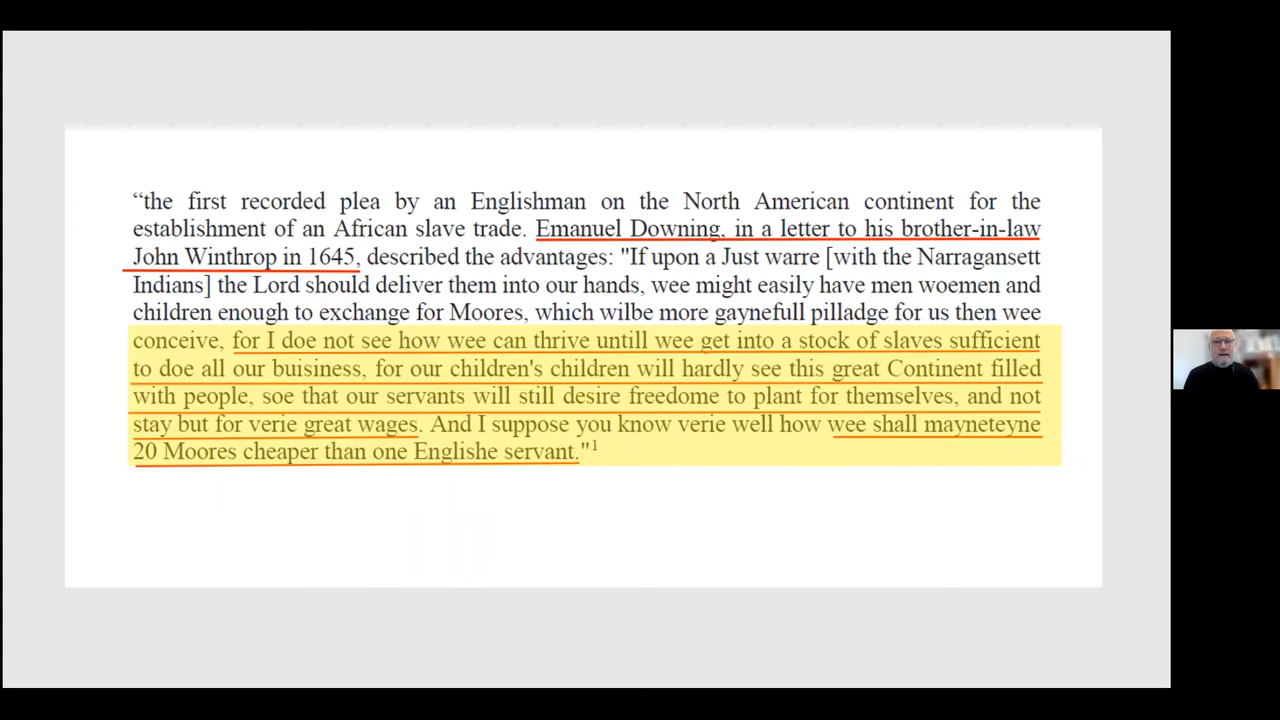 “the first recorded plea by an Englishman on the North American continent for the
establishment of an African slave trade. Emanuel Downing, in a letter to his brother-in-law
John Winthrop in 1645, described the advantages: "If upon a Just warre [with the Narragansett
Indians] the Lord should deliver them into our hands, wee might easily have men woemen and
children enough to exchange for Moores, which wilbe more gaynefull pilladge for us then wee
conceive, for I doe not see how wee can thrive untill wee get into a stock of slaves sufficient
to doe all our buisiness, for our children's children will hardly see this great Continent filled
with people, soe that our servants will still desire freedome to plant for themselves, and not
stay but for verie great wages. And I suppose you know verie well how wee shall mayneteyne
20 Moores cheaper than one Englishe servant."1